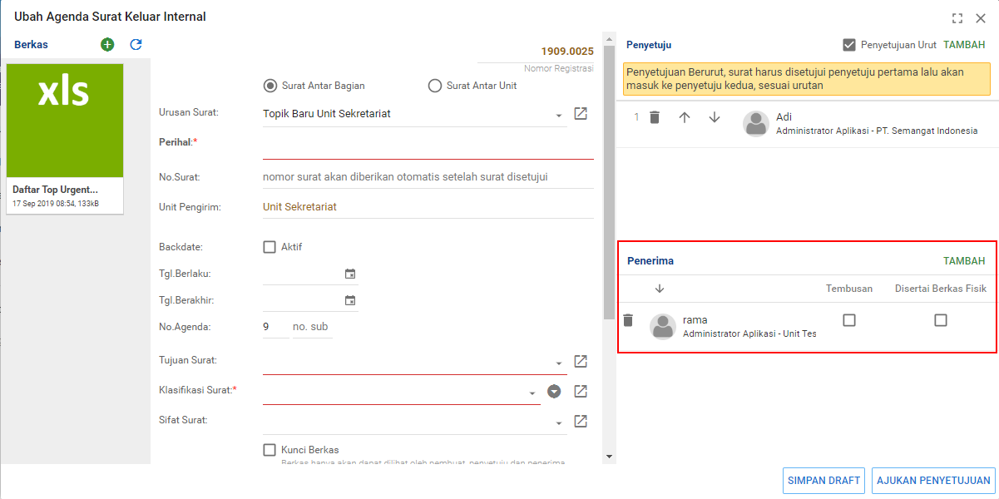 Ubah Agenda Surat Keluar Internal
Berkas
xls
Daftar Top Urgent...
17 Sep 2019 08:54, 133kB
1909.0025
Nomor Registrasi
Surat Antar Bagian
Surat Antar Unit
Urusan Surat:
Topik Baru Unit Sekretariat
Perihal:*
No.Surat:
nomor surat akan diberikan otomatis setelah surat disetujui
Unit Pengirim:
Unit Sekretariat
Backdate:
Aktif
Tgl.Berlaku:
Tgl.Berakhir:
No.Agenda:
9
no. sub
Tujuan Surat:
Klasifikasi Surat:*
Sifat Surat:
Kunci Berkas
Berkas hanya akan dapat dilihat oleh pembuat, penyetuju dan penerima
Penyetuju
Penyetujuan Urut
TAMBAH
Penyetujuan Berurut, surat harus disetujui penyetuju pertama lalu akan
masuk ke penyetuju kedua, sesuai urutan
1
Adi
Administrator Aplikasi - PT. Semangat Indonesia
Penerima
TAMBAH
Tembusan
Disertai Berkas Fisik
rama
Administrator Aplikasi - Unit Tes
SIMPAN DRAFT
AJUKAN PENYETUJUAN